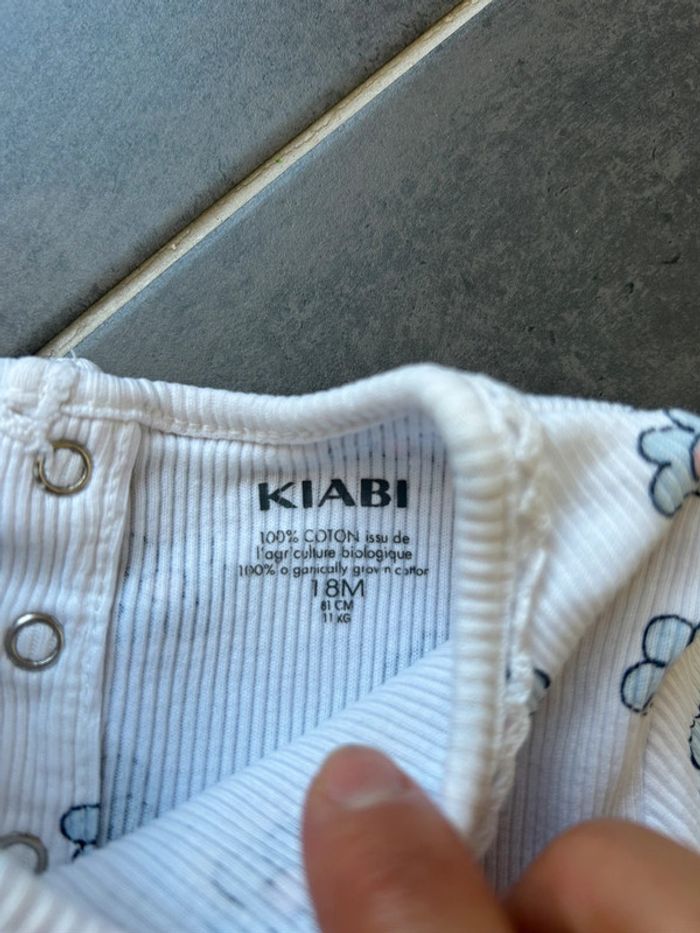 KIABI
100% COTON issu de
l'agriculture biologique
100% organically grown cotton
18M
81 CM
11 KG